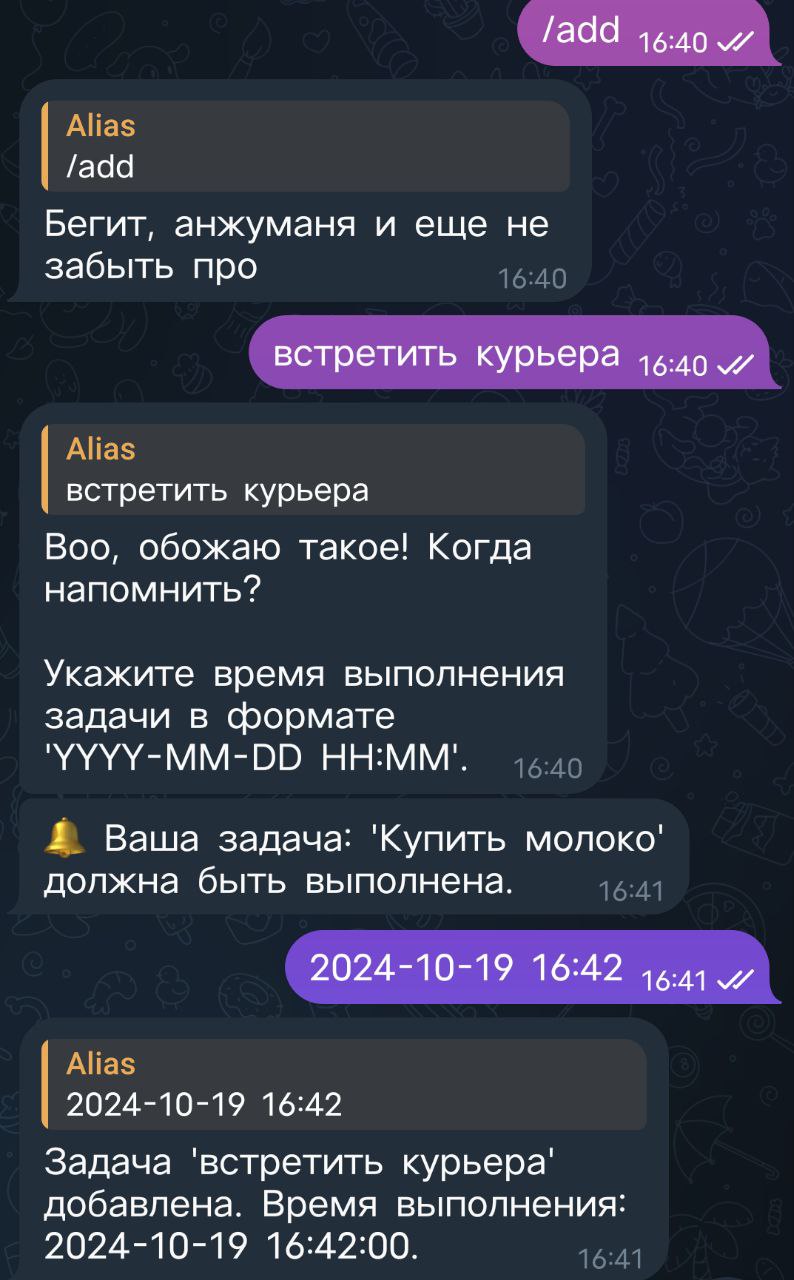 /add 16:40
Alias
/add
Бегит, анжуманя и еще не
забыть про 16:40
встретить курьера 16:40
Alias
встретить курьера
Воо, обожаю такое! Когда
напомнить?
Укажите время выполнения
задачи в формате
'YYYY-MM-DD HH:MM'. 16:40
🔔 Ваша задача: 'Купить молоко'
должна быть выполнена. 16:41
2024-10-19 16:42 16:41
Alias
2024-10-19 16:42
Задача 'встретить курьера'
добавлена. Время выполнения:
2024-10-19 16:42:00. 16:41